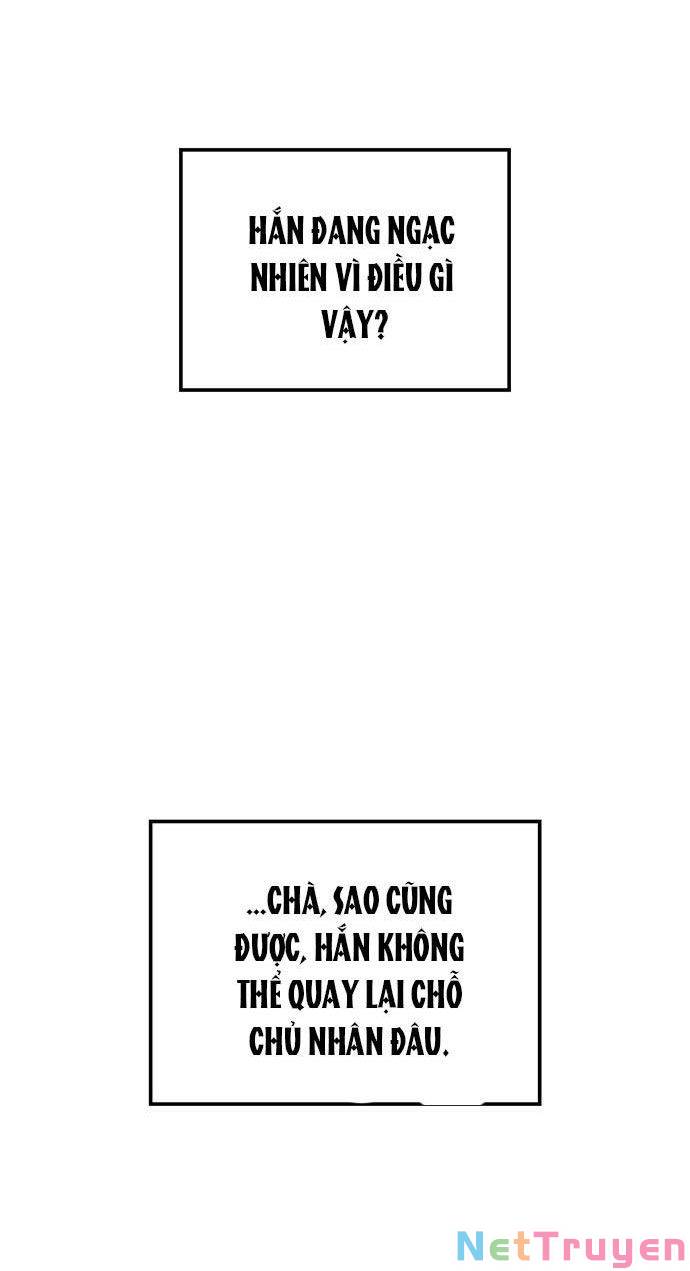 HẮN ĐANG NGẠC
NHIÊN VÌ ĐIỀU GÌ
VẬY?
...CHÀ, SAO CŨNG
ĐƯỢC, HẮN KHÔNG
THỂ QUAY LẠI CHỖ
CHỦ NHÂN ĐÂU.
NetTruyen